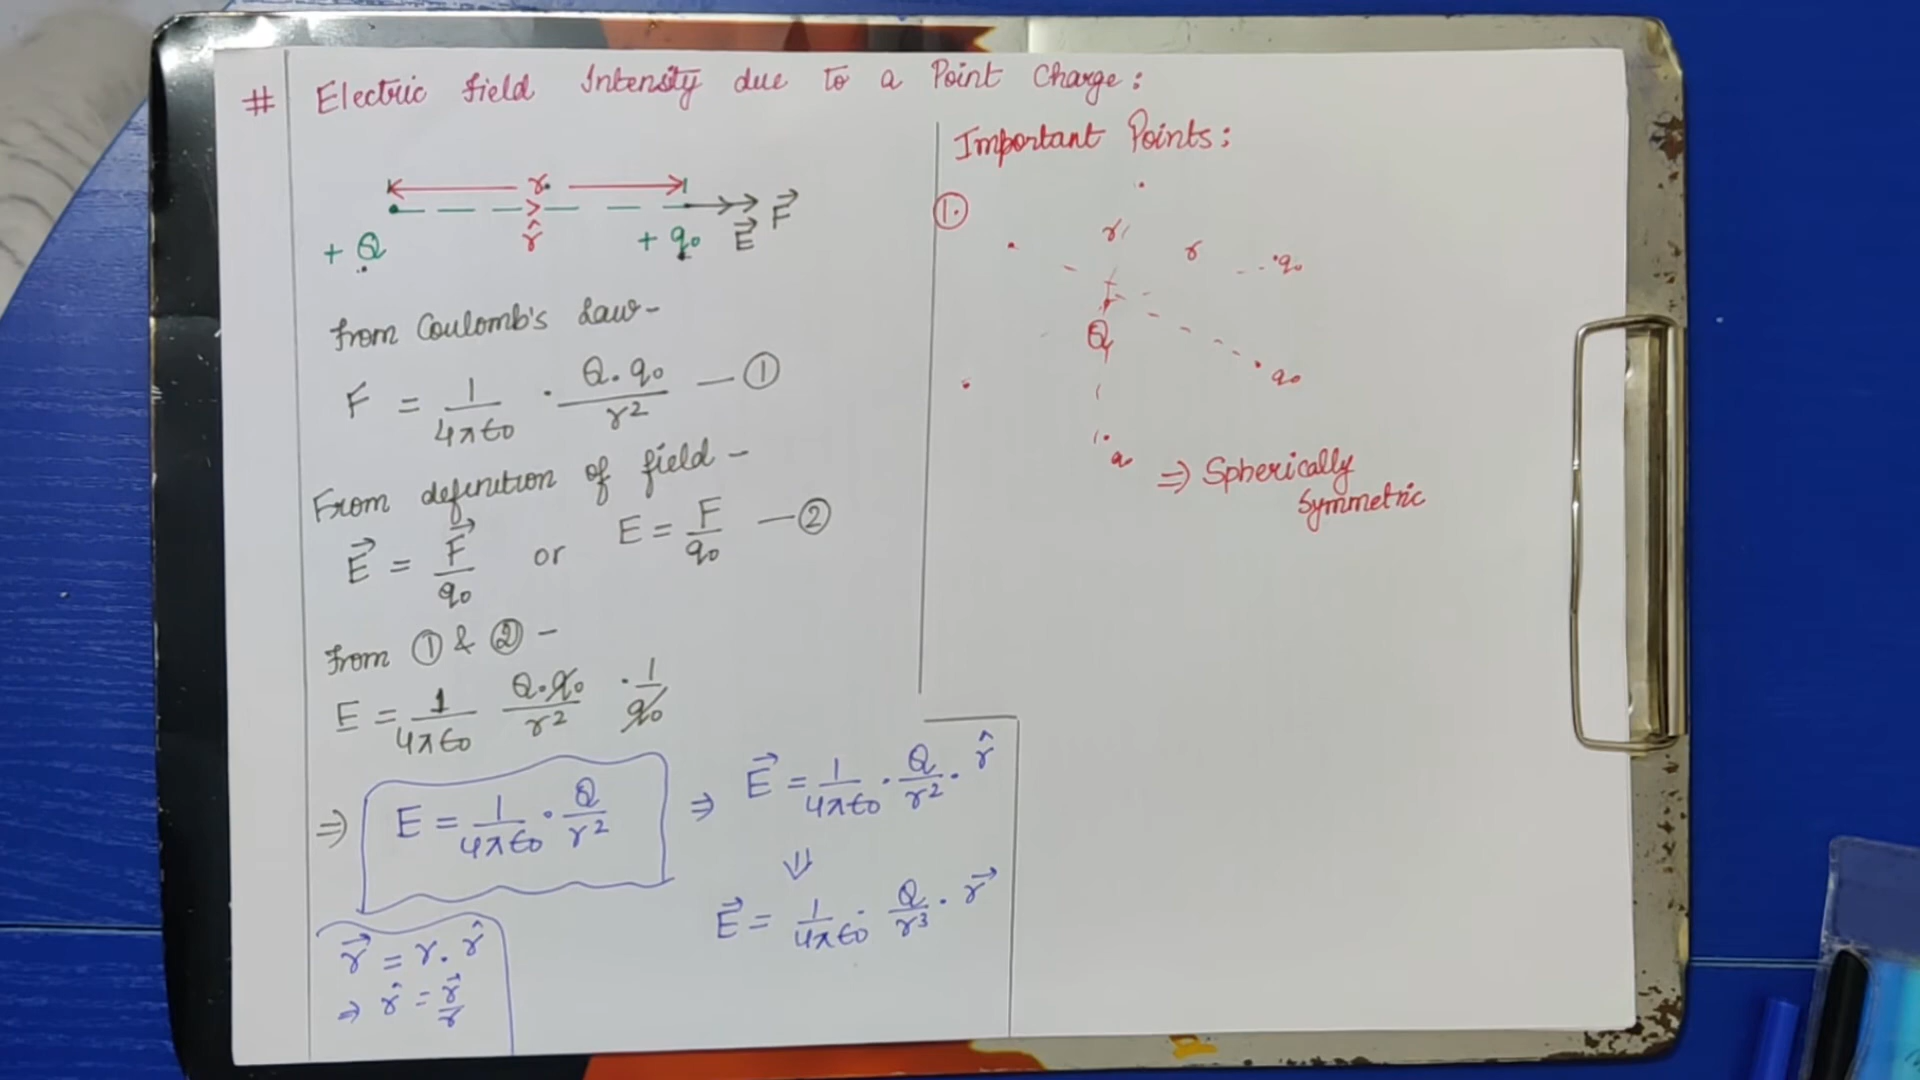 # Electric field Intensity due to a Point Charge:
r
r̂
+ Q
+ q₀
E⃗
F⃗
from Coulomb's Law-
F = 1/4πϵ₀ · Q.q₀/r² — ①
From definition of field -
E⃗ = F⃗/q₀ or E = F/q₀ — ②
from ① & ② -
E = 1/4πϵ₀ Q.q₀/r² · 1/q₀
⇒ E = 1/4πϵ₀ · Q/r² ⇒ E⃗ = 1/4πϵ₀ · Q/r² · r̂
⇓
E⃗ = 1/4πϵ₀ · Q/r³ · r⃗
r⃗ = r. r̂
⇒ r̂ = r⃗/r
Important Points:
①.
r
r
q₀
Q
q₀
⇒ Spherically
Symmetric